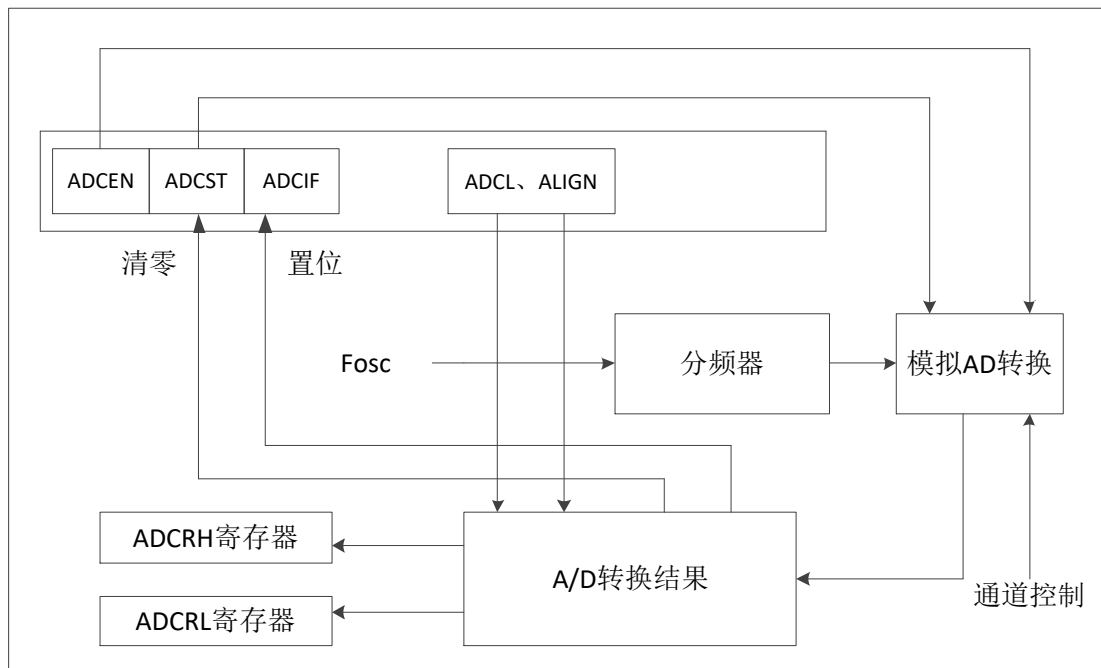 ADCEN
ADCST
ADCIF
ADCL、ALIGN
清零
置位
Fosc
分频器
模拟AD转换
ADCRH寄存器
A/D转换结果
ADCRL寄存器
通道控制